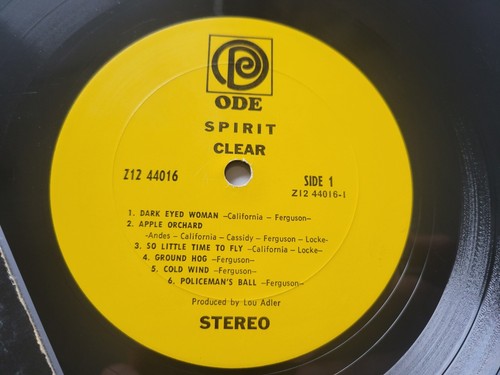 ODE
SPIRIT
CLEAR
Z12 44016
SIDE 1
Z12 44016-1
1. DARK EYED WOMAN -California - Ferguson-
2. APPLE ORCHARD
-Andes - California - Cassidy - Ferguson - Locke-
3. SO LITTLE TIME TO FLY -California - Locke-
4. GROUND HOG -Ferguson-
5. COLD WIND -Ferguson-
6. POLICEMAN'S BALL -Ferguson-
Produced by Lou Adler
STEREO